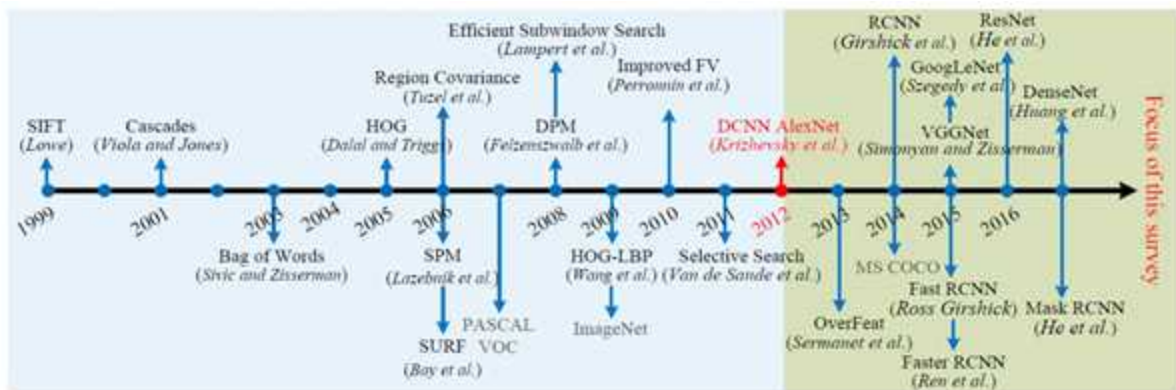 Efficient Subwindow Search
(Lampert et al.)
RCNN
(Girshick et al.)
ResNet
(He et al.)
Region Covariance
(Tuzel et al.)
Improved FV
(Perronnin et al.)
GoogLeNet
(Szegedy et al.)
DenseNet
(Huang et al.)
SIFT
(Lowe)
Cascades
(Viola and Jones)
HOG
(Dalal and Triggs)
DPM
(Felzenszwalb et al.)
DCNN AlexNet
(Krizhevsky et al.)
VGGNet
(Simonyan and Zisserman)
1999
2001
2003
2004
2005
2006
2008
2009
2010
2011
2012
2013
2014
2015
2016
Bag of Words
(Sivic and Zisserman)
SPM
(Lazebnik et al.)
HOG-LBP
(Wang et al.)
Selective Search
(Van de Sande et al.)
MS COCO
Fast RCNN
(Ross Girshick)
Mask RCNN
(He et al.)
SURF
(Bay et al.)
PASCAL
VOC
ImageNet
OverFeat
(Sermanet et al.)
Faster RCNN
(Ren et al.)
Focus of this survey